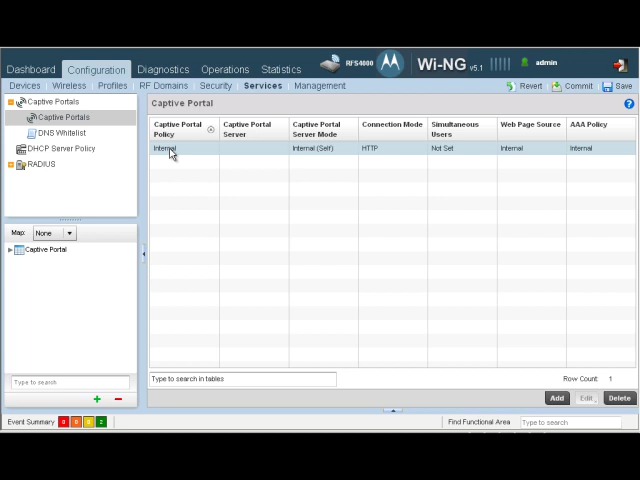 Dashboard Configuration Diagnostics Operations Statistics RFS4000 MOTOROLA Wi-NG v5.1 admin
Devices Wireless Profiles RF Domains Security Services Management Revert Commit Save
Captive Portals
Captive Portals
DNS Whitelist
DHCP Server Policy
RADIUS
Map: None
Captive Portal
Type to search
Captive Portal ?
Captive Portal Policy
Captive Portal Server
Captive Portal Server Mode
Connection Mode
Simultaneous Users
Web Page Source
AAA Policy
Internal Internal (Self) HTTP Not Set Internal Internal
Type to search in tables Row Count: 1
Add Edit Delete
Event Summary 0 0 0 2 Find Functional Area Type to search